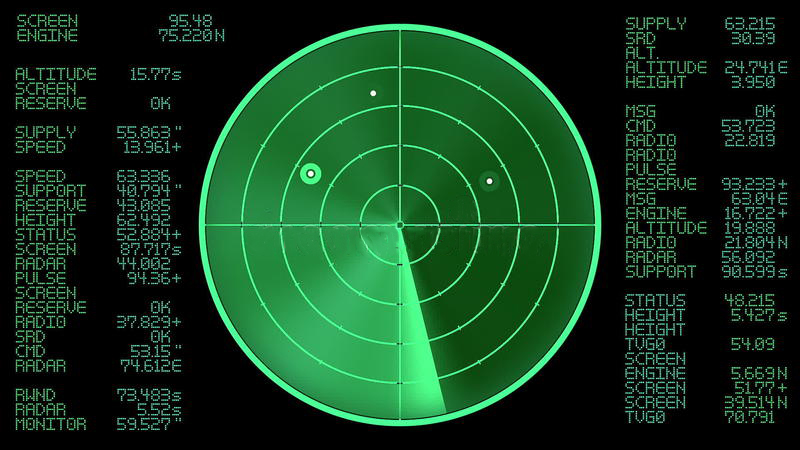 SCREEN 95.48
ENGINE 75.220N
ALTITUDE 15.77s
SCREEN
RESERVE OK
SUPPLY 55.863"
SPEED 13.961+
SPEED 63.336
SUPPORT 40.794"
RESERVE 43.085
HEIGHT 62.492
STATUS 52.884+
SCREEN 87.717s
RADAR 44.002
PULSE 94.36+
SCREEN
RESERVE OK
RADIO 37.829+
SRD OK
CMD 53.15"
RADAR 74.612E
RWND 73.483s
RADAR 5.52s
MONITOR 59.527"
SUPPLY 63.215
SRD 30.39
ALT.
ALTITUDE 24.741E
HEIGHT 3.950
MSG OK
CMD 53.723
RADIO 22.819
RADIO
PULSE
RESERVE 93.233+
MSG 63.04E
ENGINE 16.722+
ALTITUDE 19.888
RADIO 21.804N
RADAR 56.092
SUPPORT 90.599s
STATUS 48.215
HEIGHT 5.427s
HEIGHT
TVG0 54.09
SCREEN
ENGINE 5.669N
SCREEN 51.77+
SCREEN 39.514N
TVG0 70.791